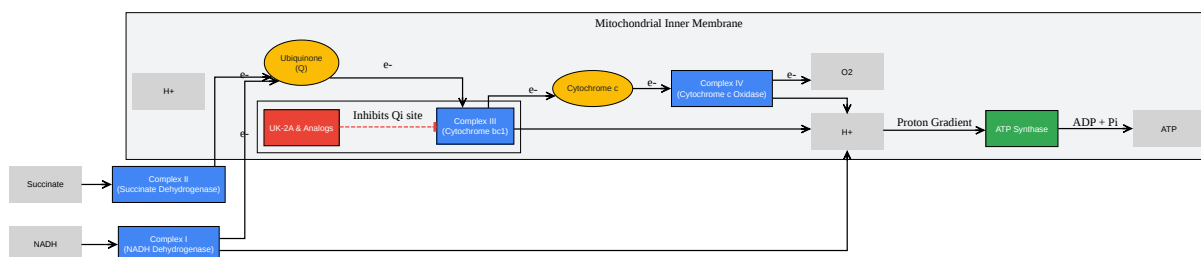 Mitochondrial Inner Membrane
Ubiquinone
(Q)
e-
e-
H+
UK-2A & Analogs
Inhibits Qi site
Complex III
(Cytochrome bc1)
e-
Cytochrome c
e-
Complex IV
(Cytochrome c Oxidase)
e-
O2
H+
Proton Gradient
ATP Synthase
ADP + Pi
ATP
e-
Succinate
Complex II
(Succinate Dehydrogenase)
NADH
Complex I
(NADH Dehydrogenase)